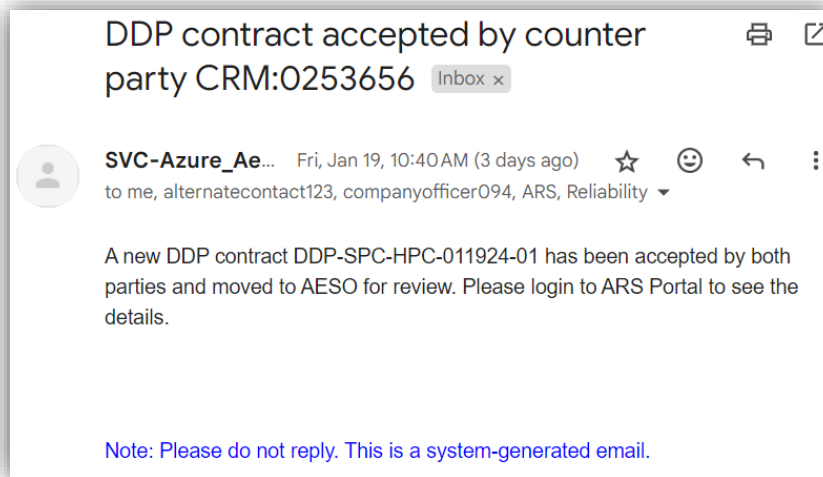 DDP contract accepted by counter
party CRM:0253656 Inbox ×
SVC-Azure_Ae... Fri, Jan 19, 10:40 AM (3 days ago)
to me, alternatecontact123, companyofficer094, ARS, Reliability
A new DDP contract DDP-SPC-HPC-011924-01 has been accepted by both
parties and moved to AESO for review. Please login to ARS Portal to see the
details.
Note: Please do not reply. This is a system-generated email.